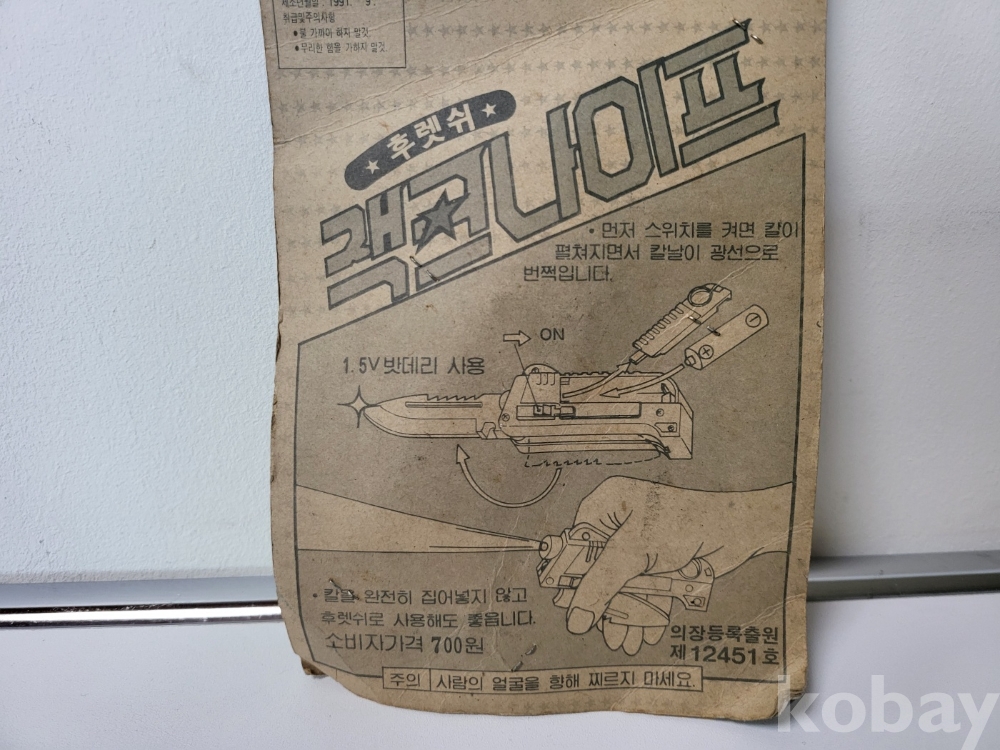 제조년월일 : 1991. 9.
취급및주의사항
●불 가까이 하지 말것
●무리한 힘을 가하지 말것
★ 후렛쉬 ★
잭크나이프
• 먼저 스위치를 켜면 칼이
펼쳐지면서 칼날이 광선으로
번쩍입니다.
ON
1.5V 밧데리 사용
• 칼을 완전히 집어넣지 않고
후렛쉬로 사용해도 좋읍니다.
소비자가격 700원
의장등록출원
제12451호
주의 사람의 얼굴을 향해 찌르지 마세요.
kobay